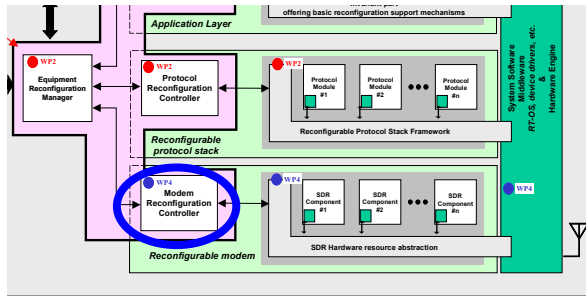 Application Layer
invariant part
offering basic reconfiguration support mechanisms
WP2
Equipment
Reconfiguration
Manager
WP2
Protocol
Reconfiguration
Controller
WP2
Protocol
Module
#1
Protocol
Module
#2
Protocol
Module
#n
Reconfigurable Protocol Stack Framework
Reconfigurable
protocol stack
WP4
Modem
Reconfiguration
Controller
WP4
SDR
Component
#1
SDR
Component
#2
SDR
Component
#n
SDR Hardware resource abstraction
Reconfigurable modem
System Software
Middleware
RT-OS, device drivers, etc.
&
Hardware Engine
WP4